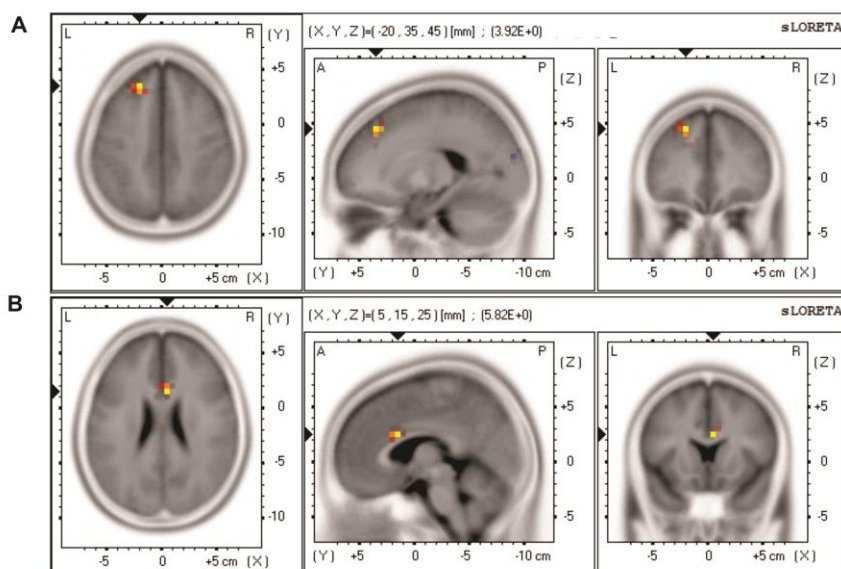 A
L R (Y)
+5
0
-5
-10
-5 0 +5 cm (X)
(X, Y, Z)=(-20, 35, 45) [mm] ; (3.92E+0) sLORETA
A P (Z)
+5
0
-5
(Y) +5 0 -5 -10 cm
L R (Z)
+5
0
-5
-5 0 +5 cm (X)
B
L R (Y)
+5
0
-5
-10
-5 0 +5 cm (X)
(X, Y, Z)=(5, 15, 25) [mm] ; (5.82E+0) sLORETA
A P (Z)
+5
0
-5
(Y) +5 0 -5 -10 cm
L R (Z)
+5
0
-5
-5 0 +5 cm (X)